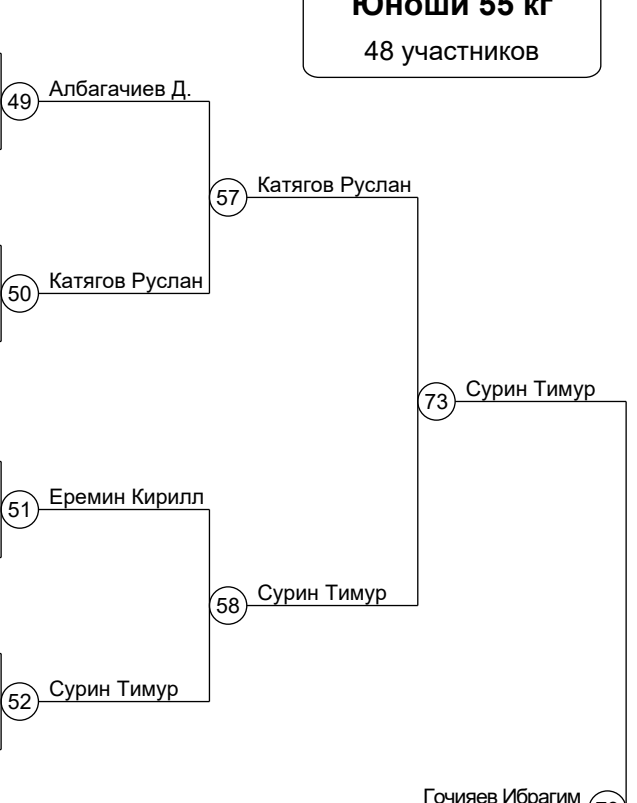 Юноши 55 кг
48 участников
49 Албагачиев Д.
57 Катягов Руслан
50 Катягов Руслан
73 Сурин Тимур
51 Еремин Кирилл
58 Сурин Тимур
52 Сурин Тимур
Гочияев Ибрагим